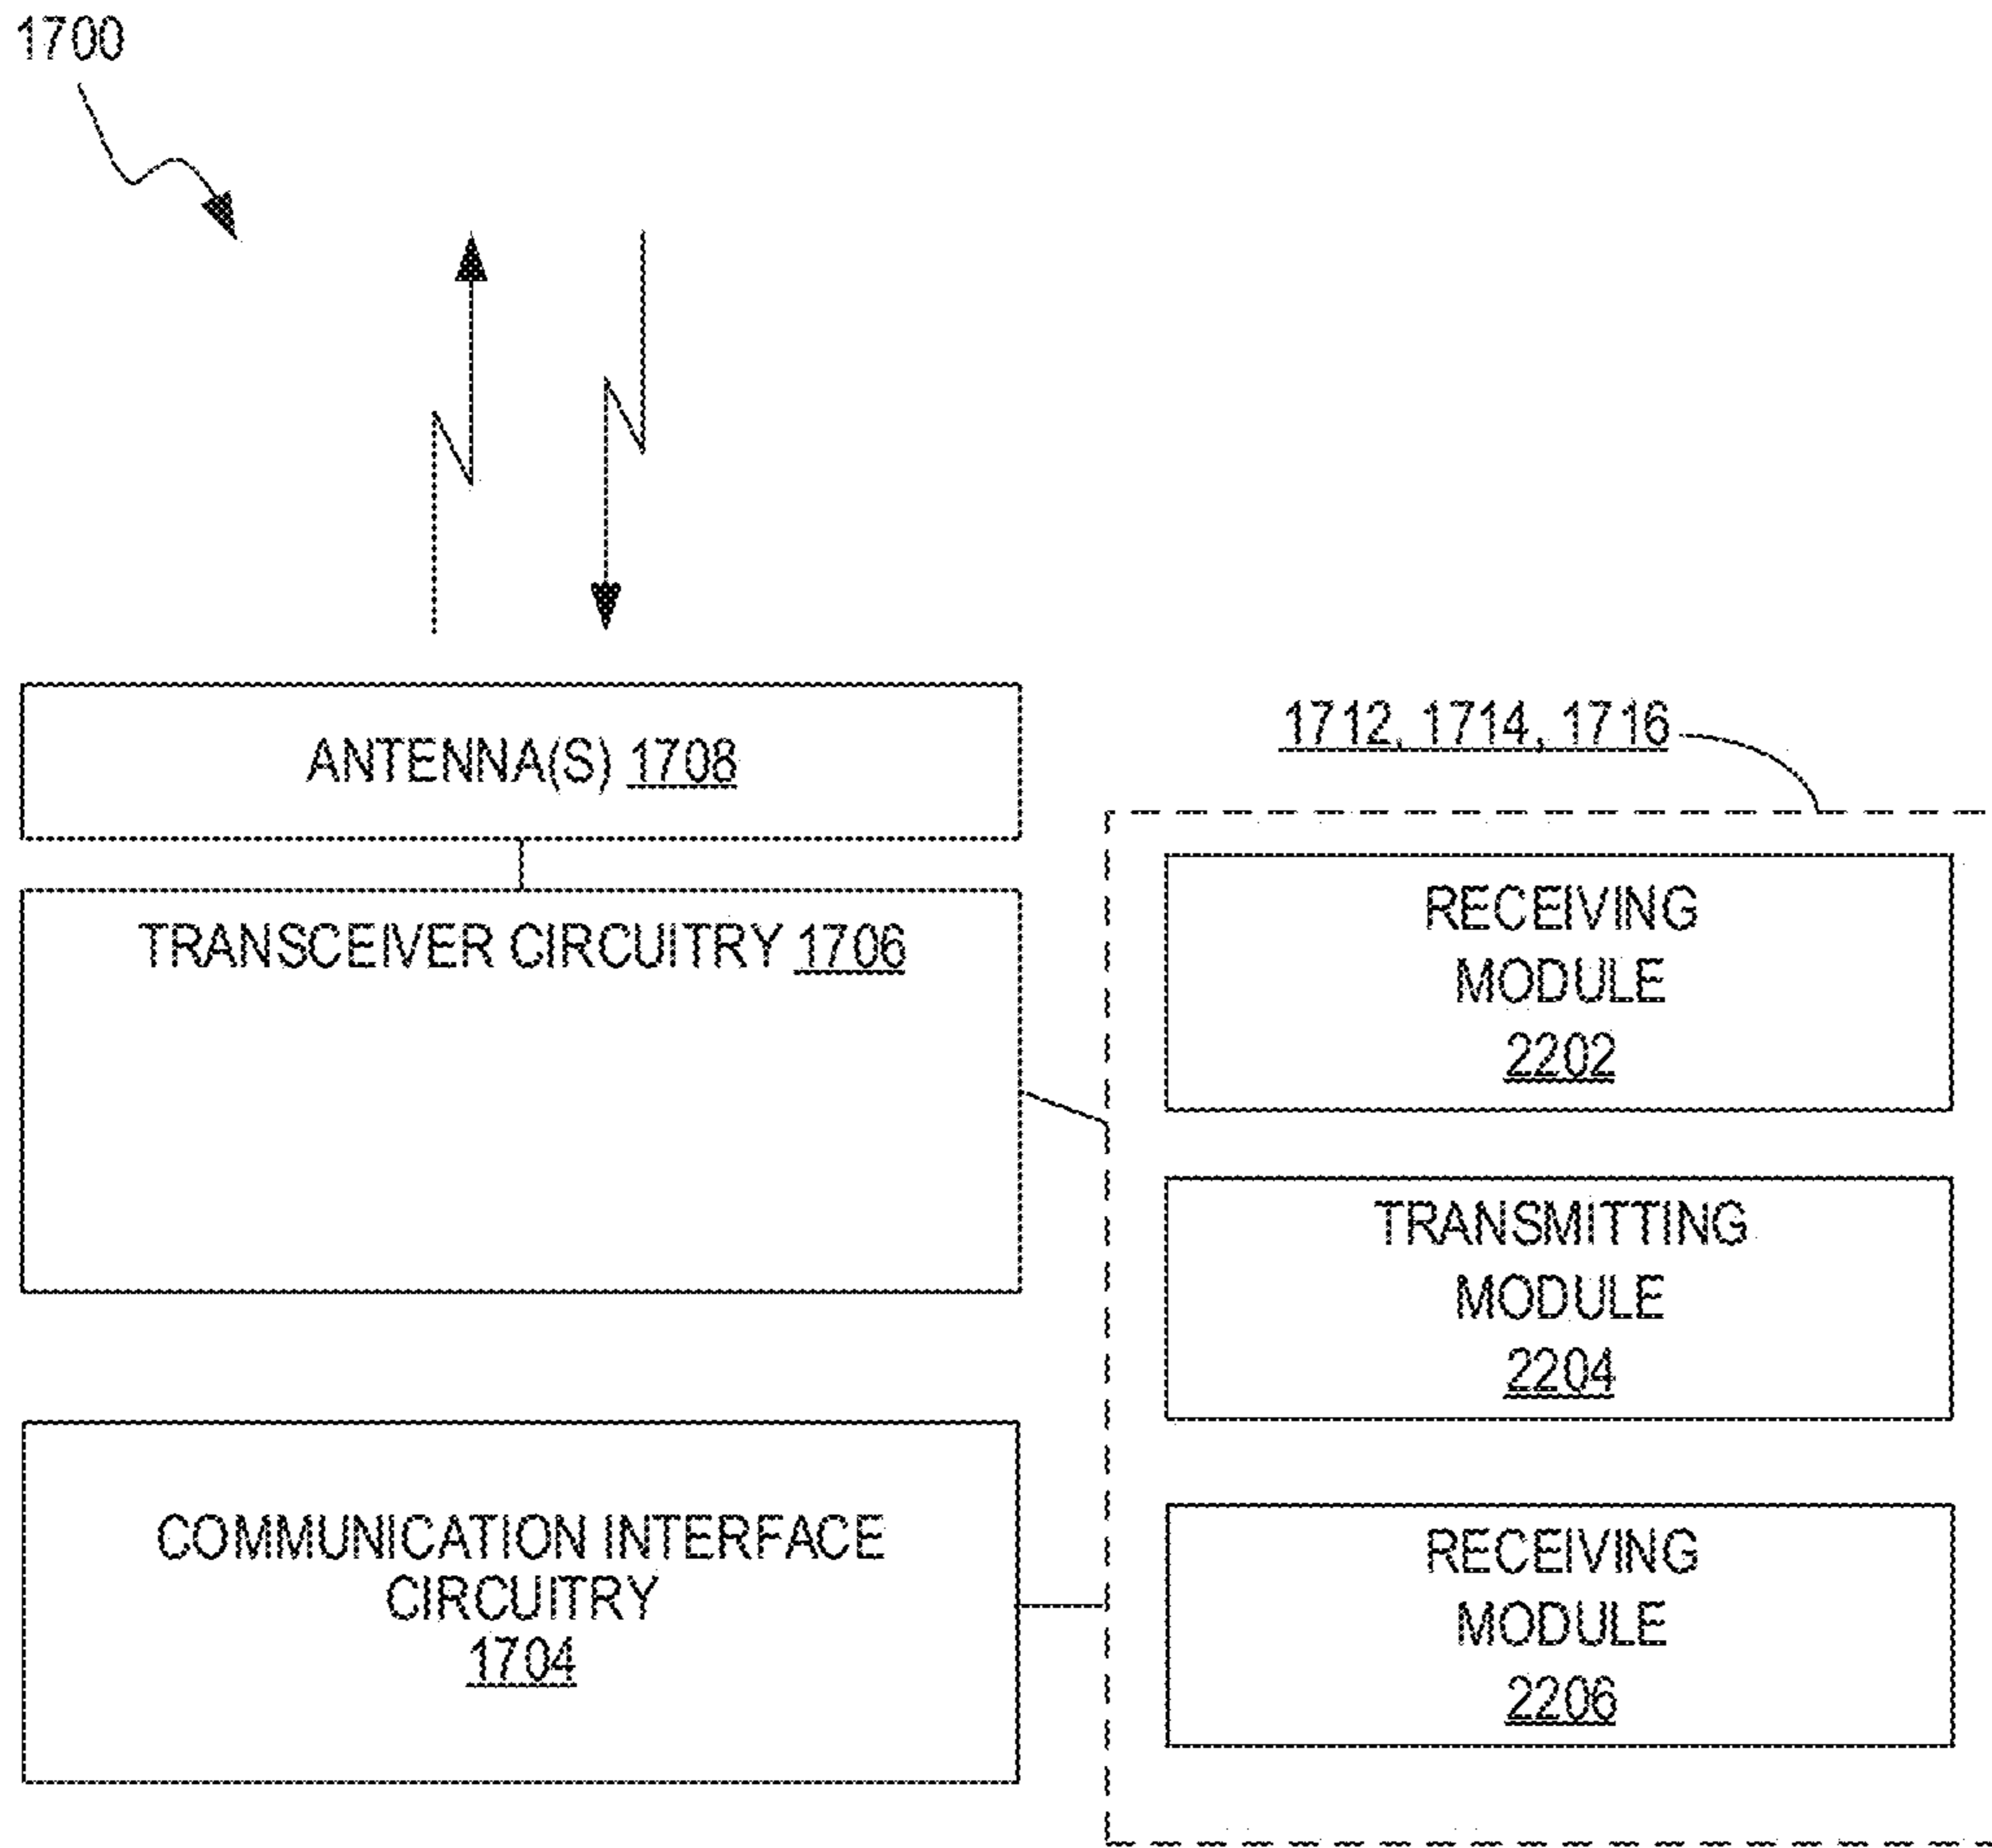 1700
ANTENNA(S) 1708
1712, 1714, 1716
TRANSCEIVER CIRCUITRY 1706
RECEIVING
MODULE
2202
TRANSMITTING
MODULE
2204
COMMUNICATION INTERFACE
CIRCUITRY
1704
RECEIVING
MODULE
2206